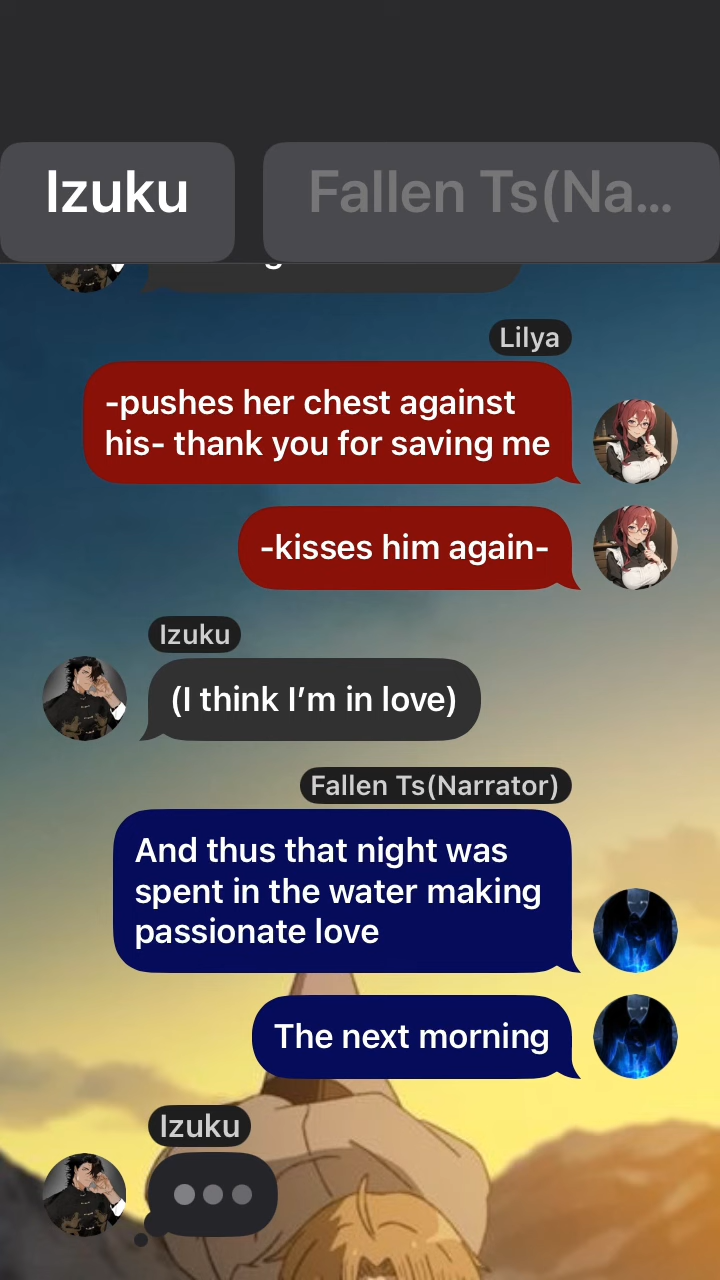 Izuku
Fallen Ts(Na...
Lilya
-pushes her chest against
his- thank you for saving me
-kisses him again-
Izuku
(I think I’m in love)
Fallen Ts(Narrator)
And thus that night was
spent in the water making
passionate love
The next morning
Izuku